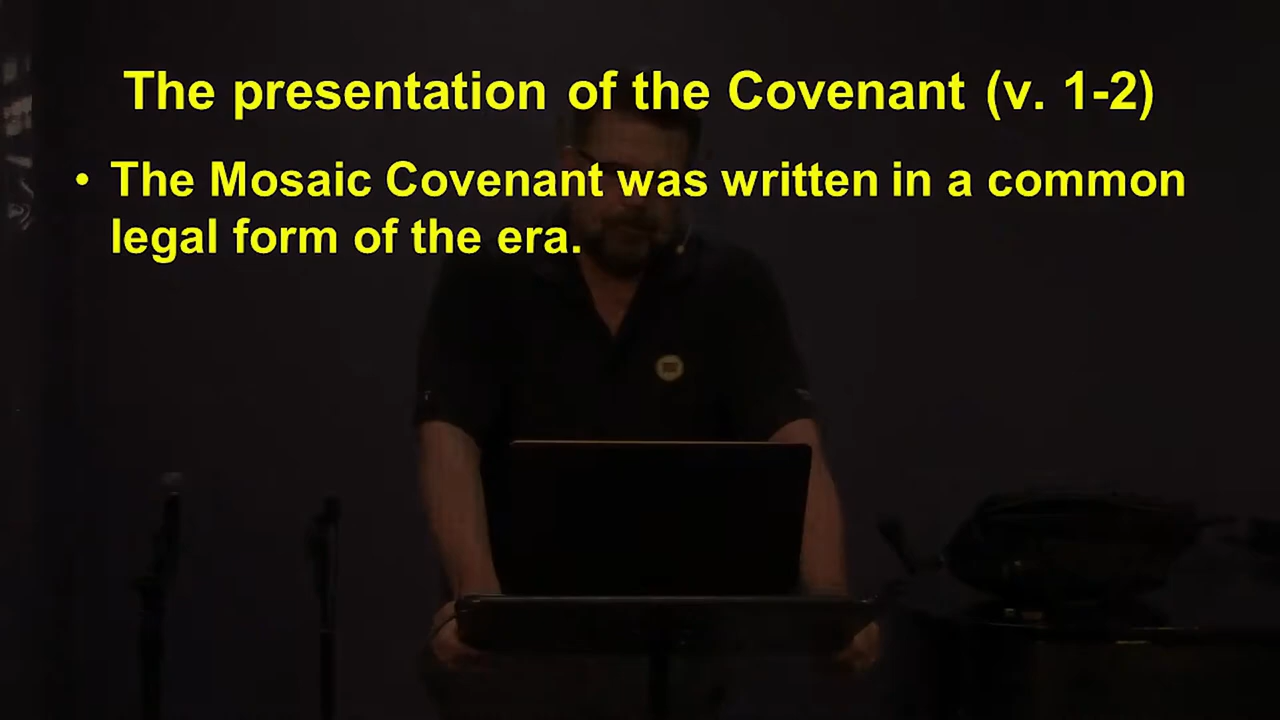 The presentation of the Covenant (v. 1-2)
• The Mosaic Covenant was written in a common
legal form of the era.